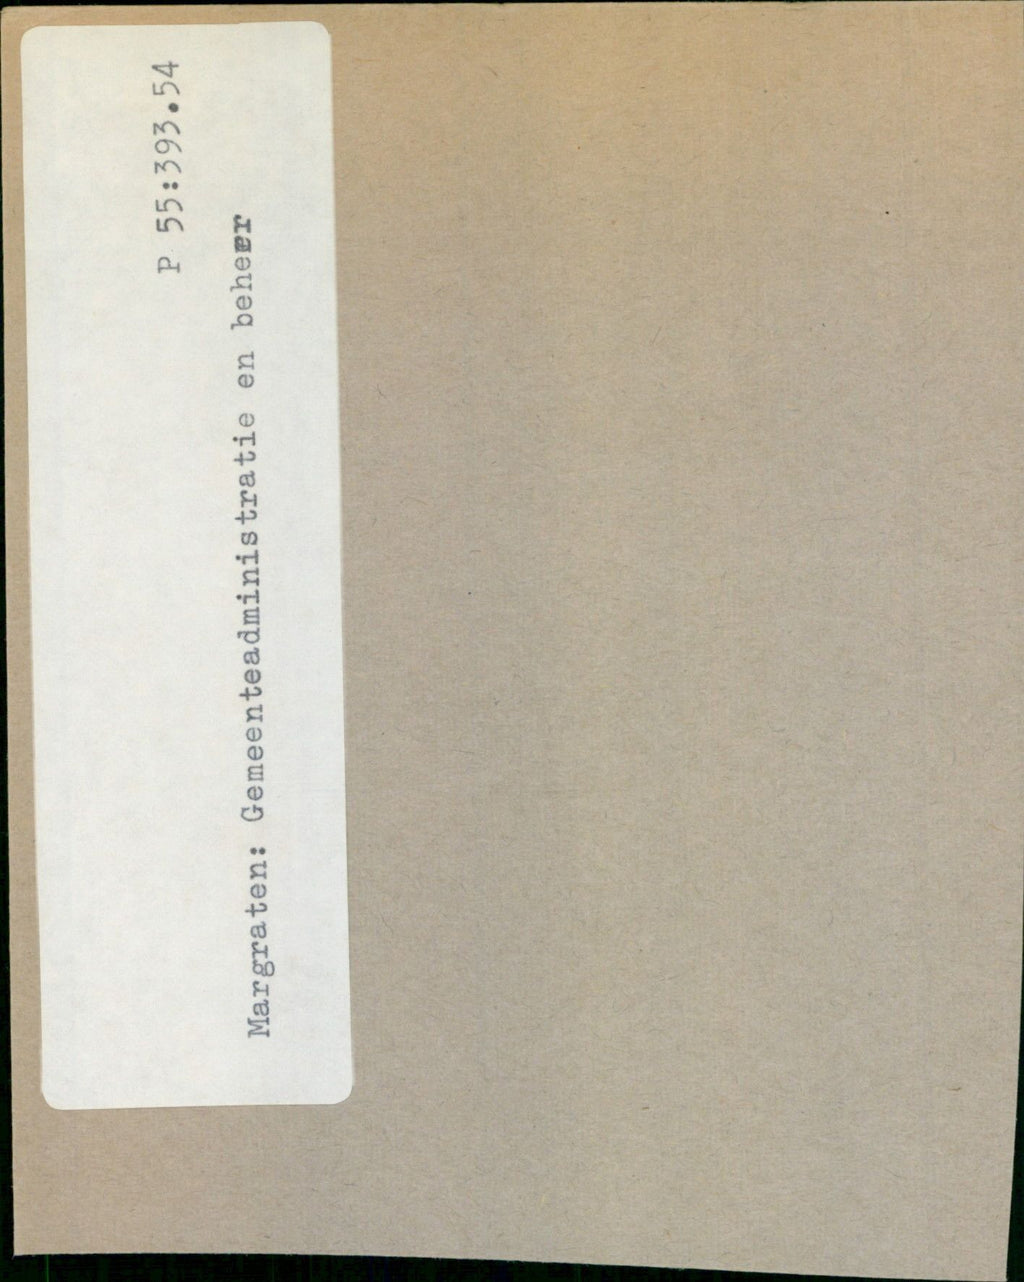 P 55:393.54
Margraten: Gemeenteadministratie en beheer